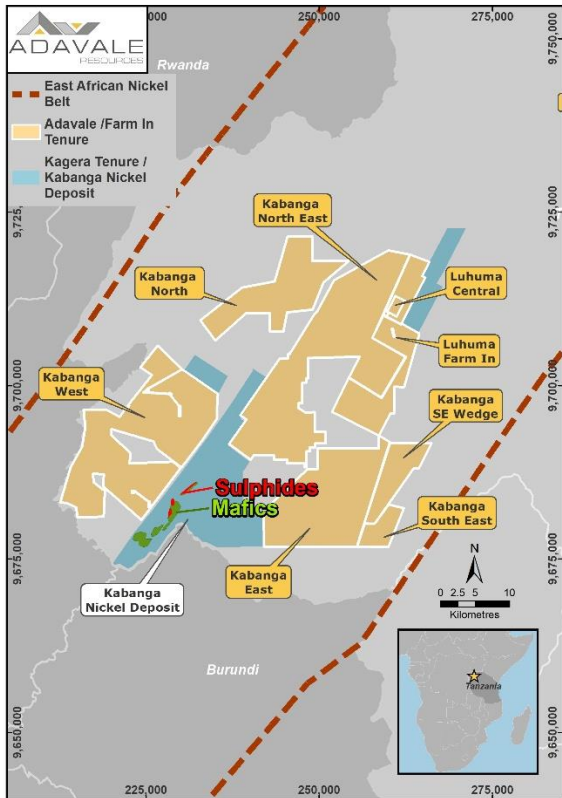 225,000
250,000
275,000
ADAVALE
RESOURCES
East African Nickel
Belt
Adavale /Farm In
Tenure
Kagera Tenure /
Kabanga Nickel
Deposit
Rwanda
9,750,000
9,725,000
9,725,000
Kabanga
North East
Kabanga
North
Luhuma
Central
Luhuma
Farm In
Kabanga
West
9,700,000
9,700,000
Kabanga
SE Wedge
Sulphides
Mafics
Kabanga
South East
Kabanga
Nickel Deposit
Kabanga
East
9,675,000
9,675,000
N
0 2.5 5 10
Kilometres
Burundi
Tanzania
9,650,000
9,650,000
225,000
250,000
275,000